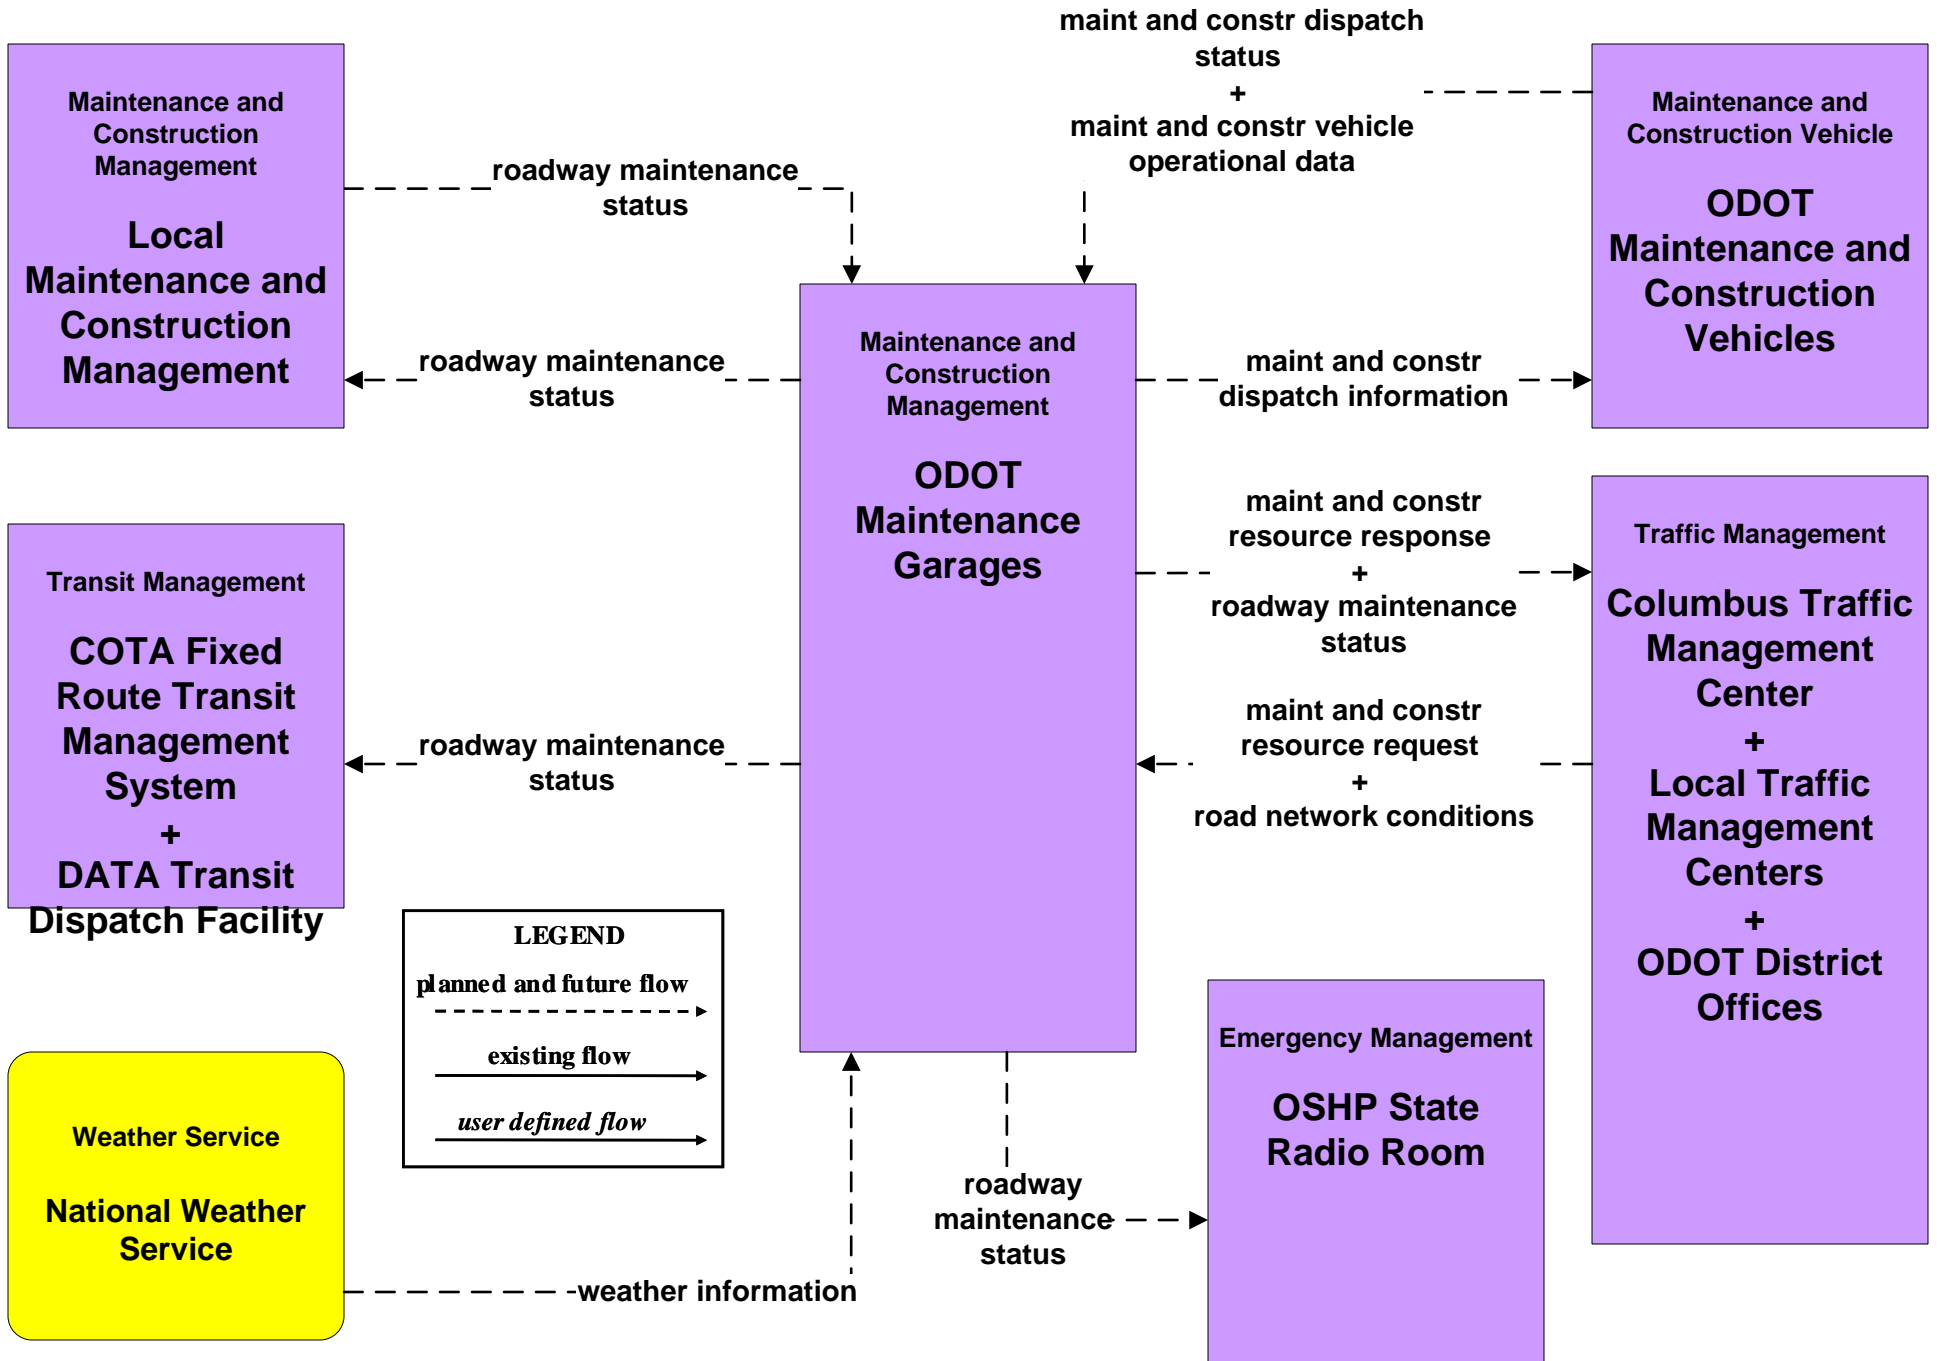 maint and constr dispatch
status
+
maint and constr vehicle
operational data
Maintenance and
Construction
Management
Local
Maintenance and
Construction
Management
roadway maintenance
status
roadway maintenance
status
Maintenance and
Construction Vehicle
ODOT
Maintenance and
Construction
Vehicles
maint and constr
dispatch information
Maintenance and
Construction
Management
ODOT
Maintenance
Garages
Transit Management
COTA Fixed
Route Transit
Management
System
+
DATA Transit
Dispatch Facility
roadway maintenance
status
maint and constr
resource response
+
roadway maintenance
status
maint and constr
resource request
+
road network conditions
Traffic Management
Columbus Traffic
Management
Center
+
Local Traffic
Management
Centers
+
ODOT District
Offices
LEGEND
planned and future flow
existing flow
user defined flow
Weather Service
National Weather
Service
weather information
roadway
maintenance
status
Emergency Management
OSHP State
Radio Room